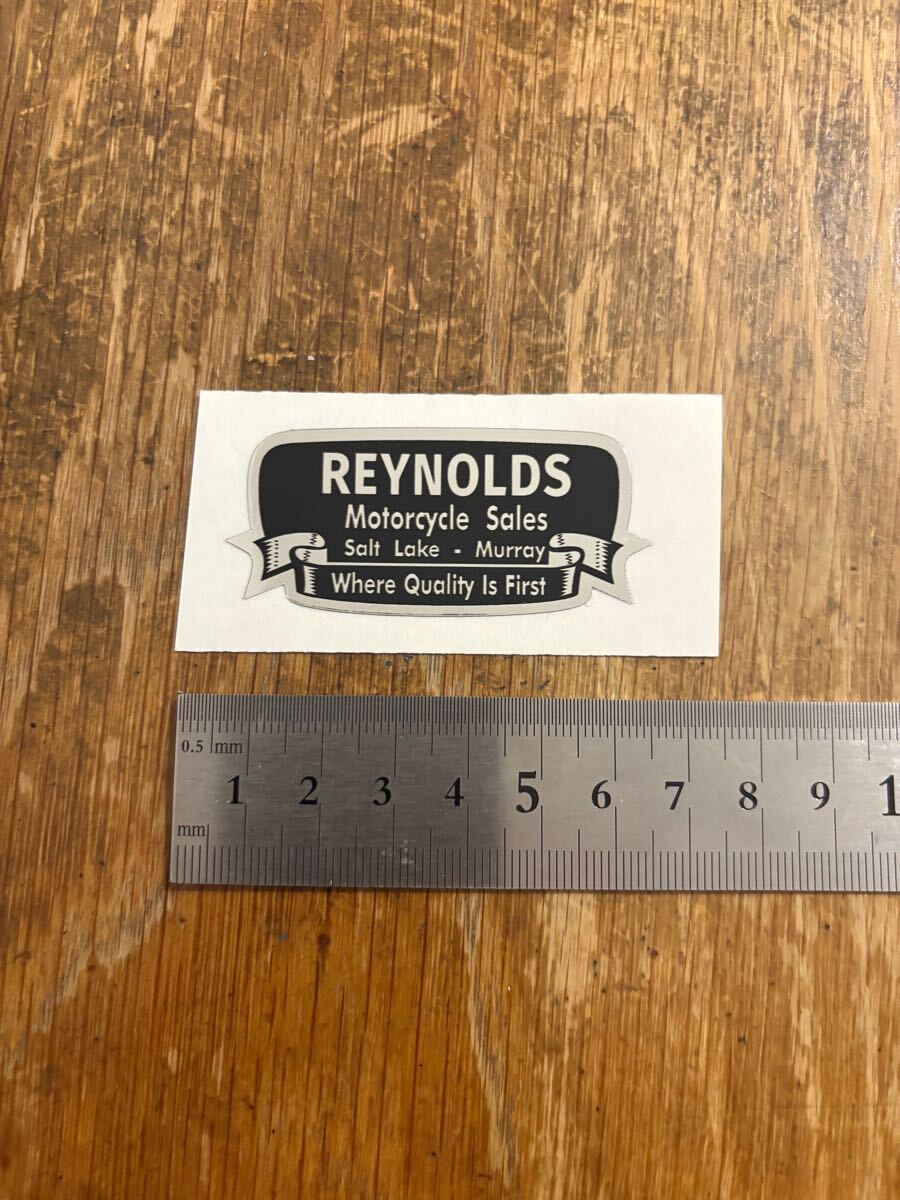 REYNOLDS
Motorcycle Sales
Salt Lake - Murray
Where Quality Is First
0.5 mm
1 2 3 4 5 6 7 8 9 1
mm